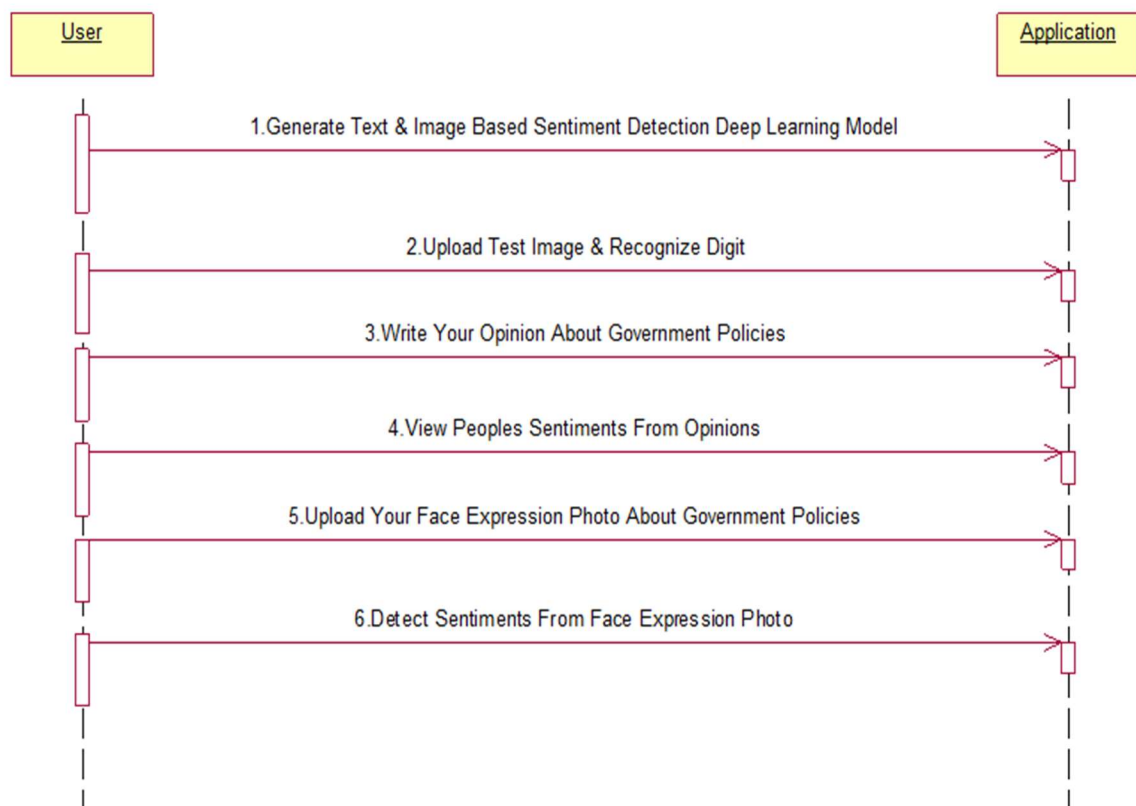 User
Application
1.Generate Text & Image Based Sentiment Detection Deep Learning Model
2.Upload Test Image & Recognize Digit
3.Write Your Opinion About Government Policies
4.View Peoples Sentiments From Opinions
5.Upload Your Face Expression Photo About Government Policies
6.Detect Sentiments From Face Expression Photo